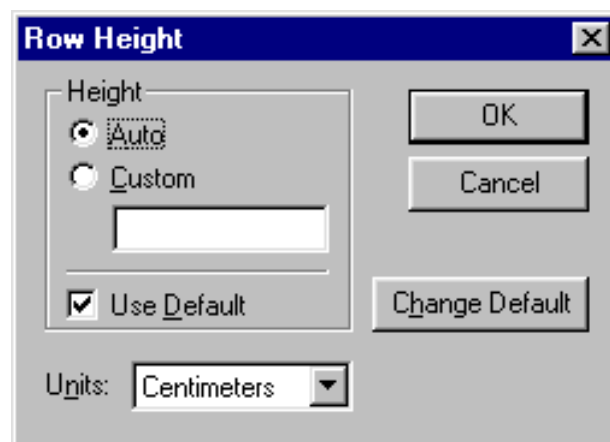 Row Height
Height
Auto
Custom
Use Default
Units: Centimeters
OK
Cancel
Change Default